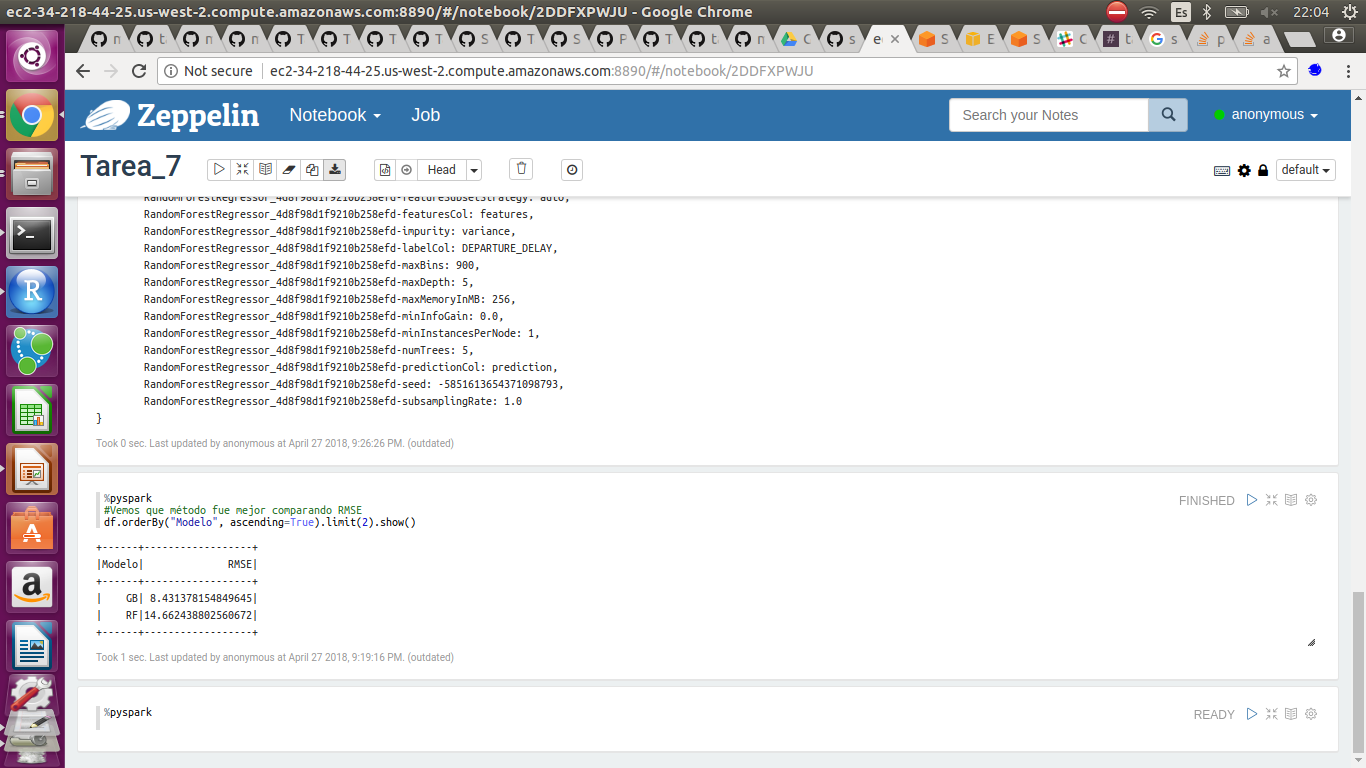 ec2-34-218-44-25.us-west-2.compute.amazonaws.com:8890/#/notebook/2DDFXPWJU - Google Chrome
Es
22:04
Not secure
ec2-34-218-44-25.us-west-2.compute.amazonaws.com:8890/#/notebook/2DDFXPWJU
Zeppelin
Notebook
Job
Search your Notes
anonymous
Tarea_7
Head
default
RandomForestRegressor_4d8f98d1f9210b258efd-featureSubsetStrategy: auto,
RandomForestRegressor_4d8f98d1f9210b258efd-featuresCol: features,
RandomForestRegressor_4d8f98d1f9210b258efd-impurity: variance,
RandomForestRegressor_4d8f98d1f9210b258efd-labelCol: DEPARTURE_DELAY,
RandomForestRegressor_4d8f98d1f9210b258efd-maxBins: 900,
RandomForestRegressor_4d8f98d1f9210b258efd-maxDepth: 5,
RandomForestRegressor_4d8f98d1f9210b258efd-maxMemoryInMB: 256,
RandomForestRegressor_4d8f98d1f9210b258efd-minInfoGain: 0.0,
RandomForestRegressor_4d8f98d1f9210b258efd-minInstancesPerNode: 1,
RandomForestRegressor_4d8f98d1f9210b258efd-numTrees: 5,
RandomForestRegressor_4d8f98d1f9210b258efd-predictionCol: prediction,
RandomForestRegressor_4d8f98d1f9210b258efd-seed: -5851613654371098793,
RandomForestRegressor_4d8f98d1f9210b258efd-subsamplingRate: 1.0
}
Took 0 sec. Last updated by anonymous at April 27 2018, 9:26:26 PM. (outdated)
%pyspark
FINISHED
#Vemos que método fue mejor comparando RMSE
df.orderBy("Modelo", ascending=True).limit(2).show()
+------+------------------+
|Modelo|              RMSE|
+------+------------------+
|    GB| 8.431378154849645|
|    RF|14.662438802560672|
+------+------------------+
Took 1 sec. Last updated by anonymous at April 27 2018, 9:19:16 PM. (outdated)
%pyspark
READY